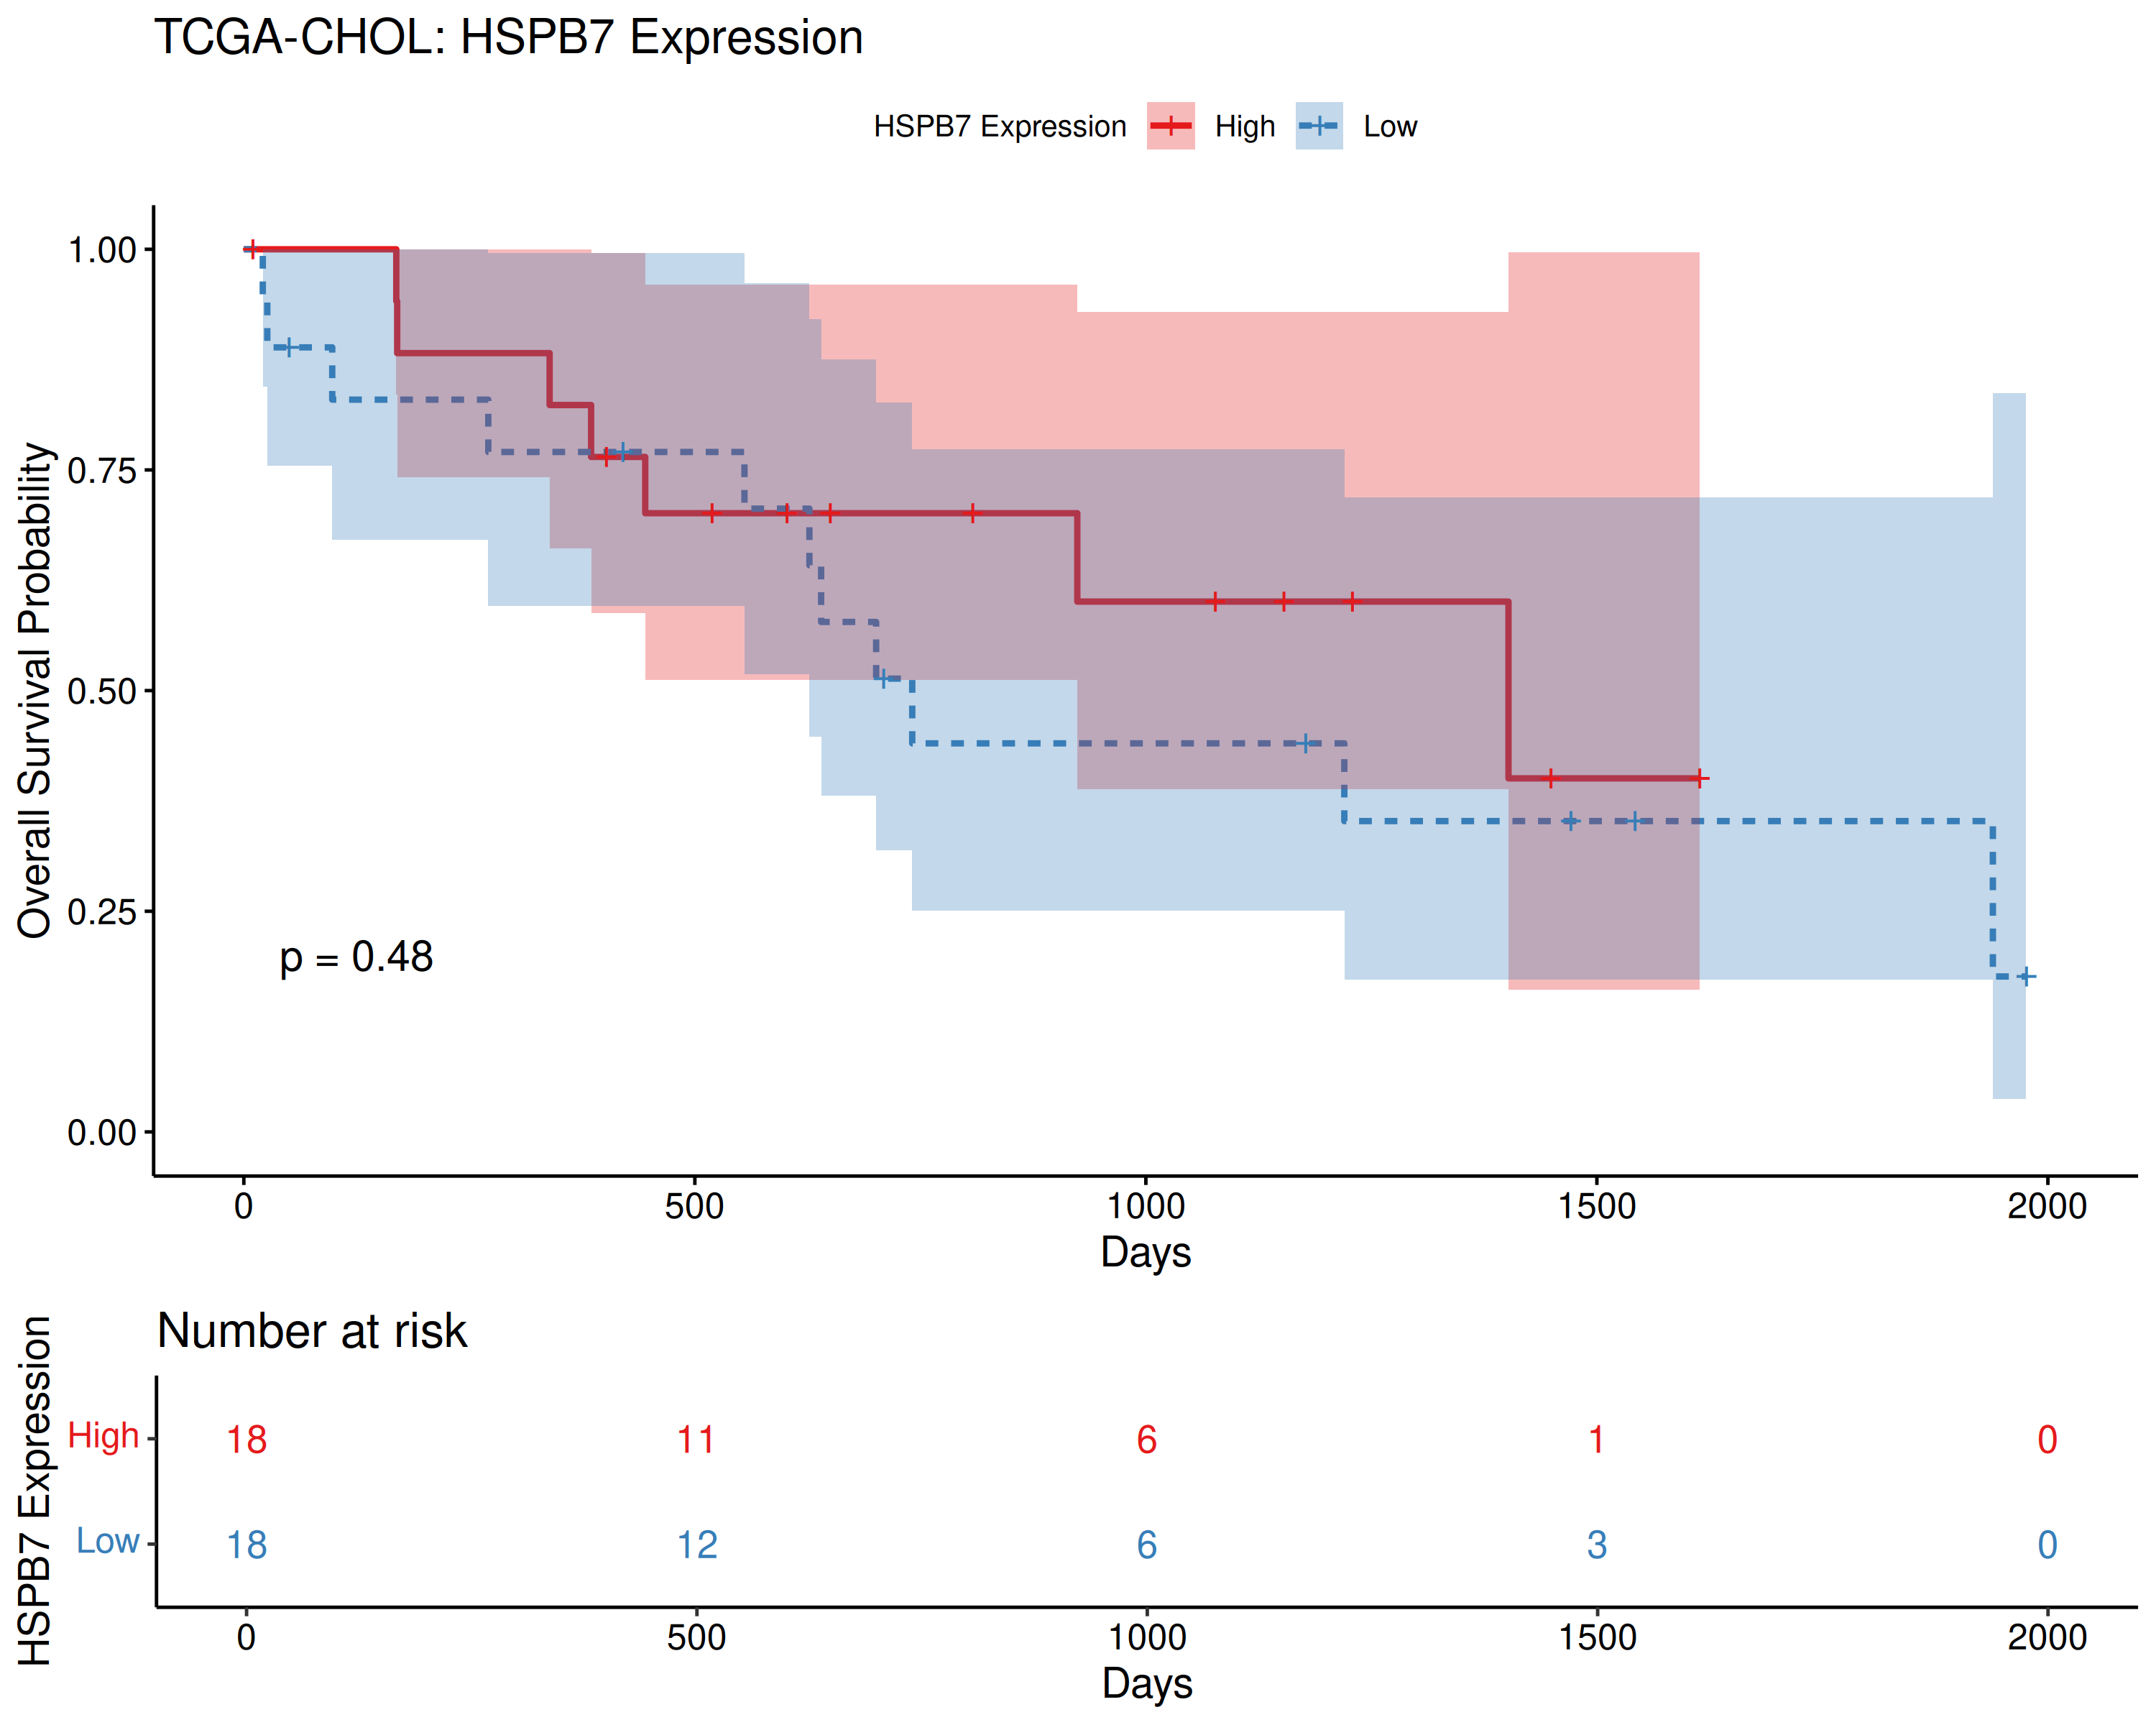 TCGA-CHOL: HSPB7 Expression
HSPB7 Expression High Low
Overall Survival Probability
1.00
0.75
0.50
0.25
0.00
p = 0.48
0 500 1000 1500 2000
Days
Number at risk
HSPB7 Expression
High 18 11 6 1 0
Low 18 12 6 3 0
0 500 1000 1500 2000
Days